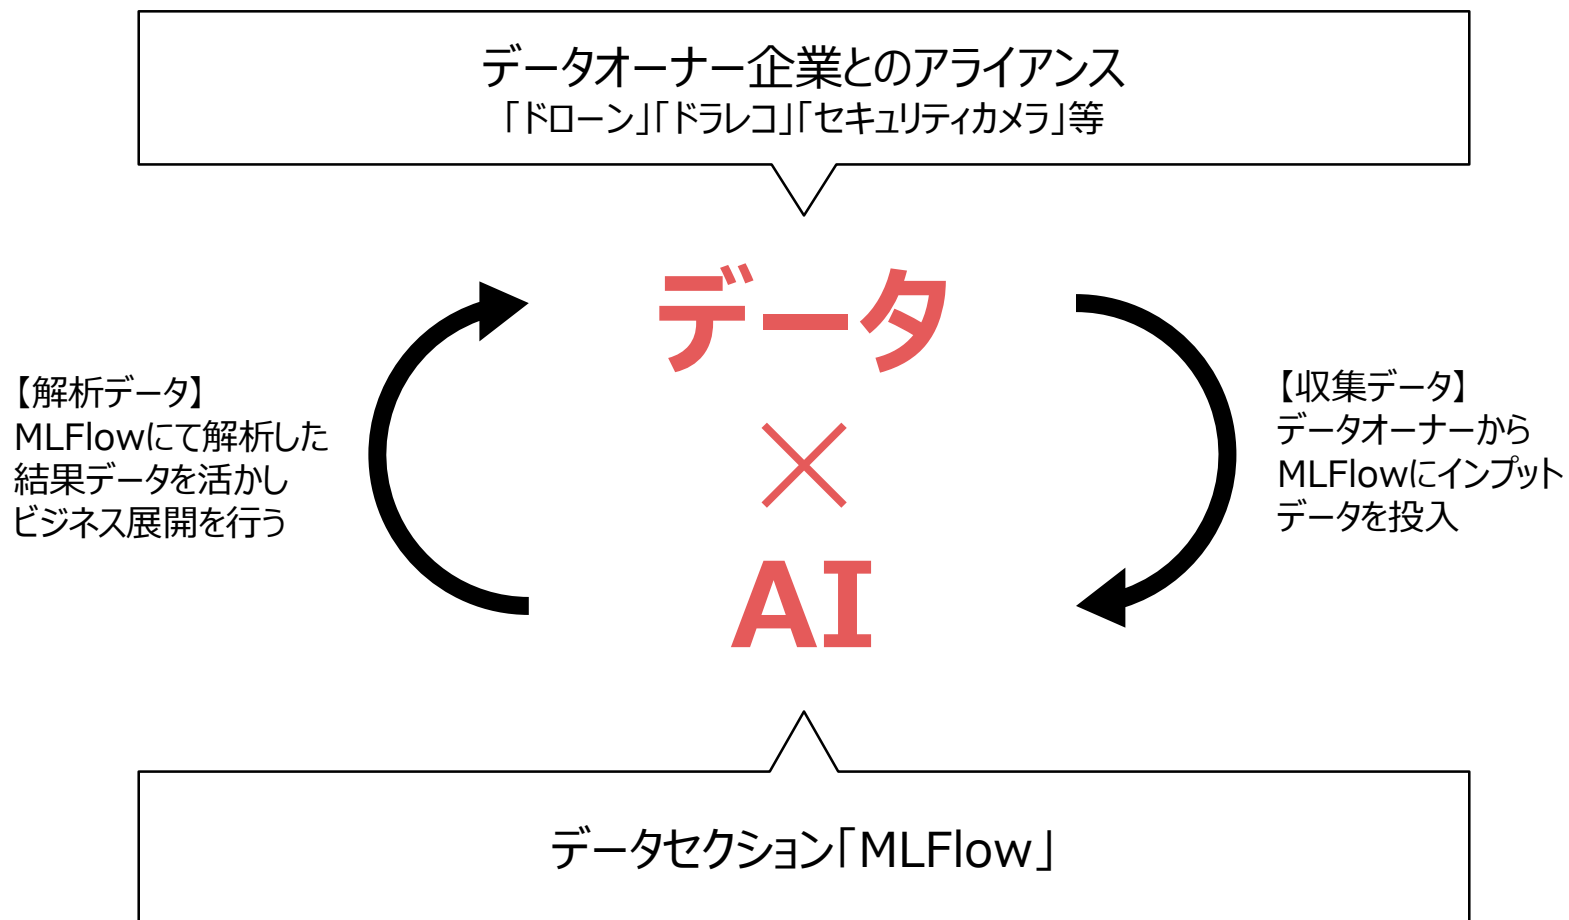 データオーナー企業とのアライアンス
「ドローン」「ドラレコ」「セキュリティカメラ」等
データ
×
AI
【解析データ】
MLFlowにて解析した
結果データを活かし
ビジネス展開を行う
【収集データ】
データオーナーから
MLFlowにインプット
データを投入
データセクション「MLFlow」